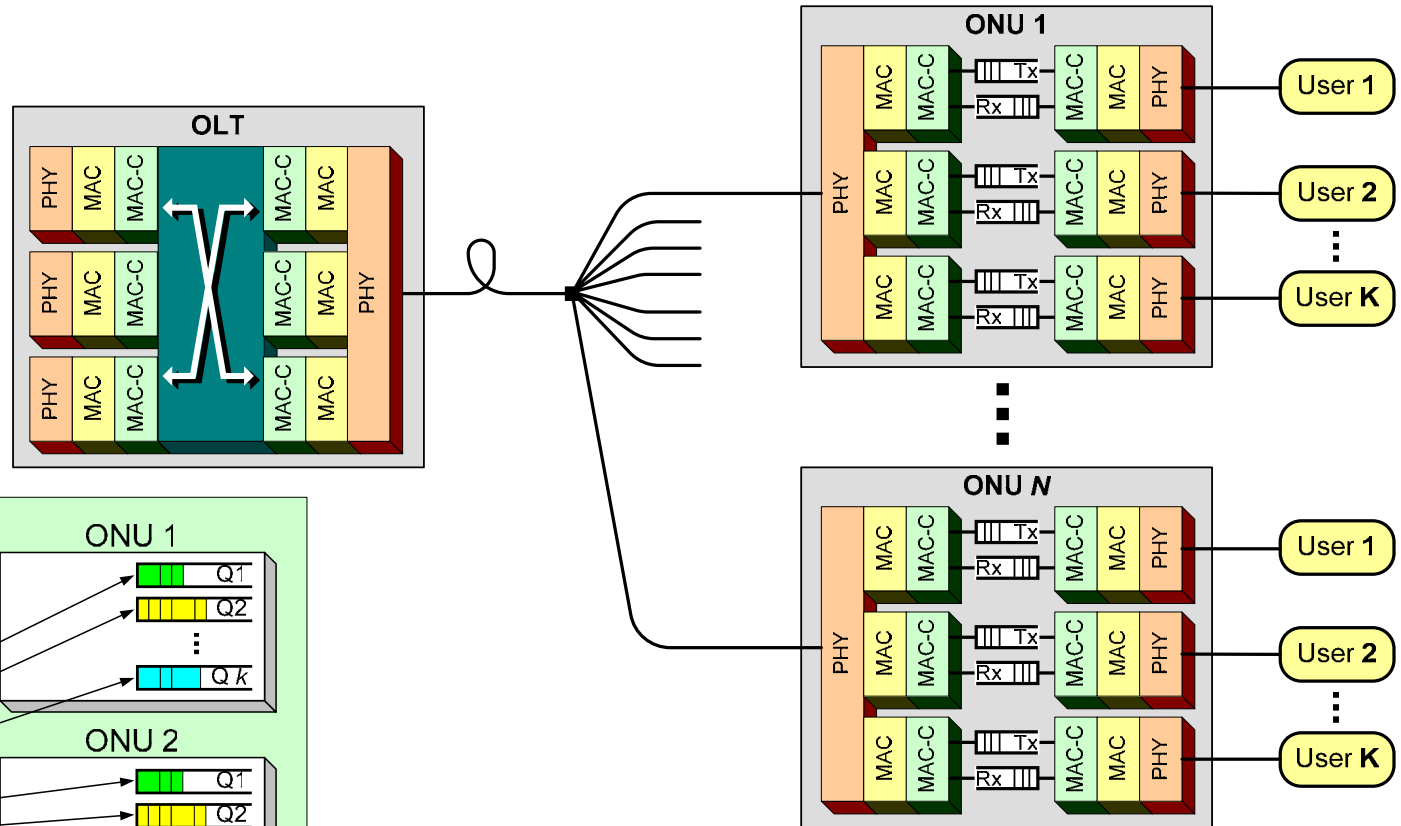 OLT
PHY MAC MAC-C MAC-C MAC PHY
PHY MAC MAC-C MAC-C MAC
PHY MAC MAC-C MAC-C MAC
ONU 1
PHY MAC MAC-C Tx Rx MAC-C MAC PHY User 1
MAC MAC-C Tx Rx MAC-C MAC PHY User 2
MAC MAC-C Tx Rx MAC-C MAC PHY User K
ONU N
PHY MAC MAC-C Tx Rx MAC-C MAC PHY User 1
MAC MAC-C Tx Rx MAC-C MAC PHY User 2
MAC MAC-C Tx Rx MAC-C MAC PHY User K
ONU 1
Q1
Q2
Q k
ONU 2
Q1
Q2